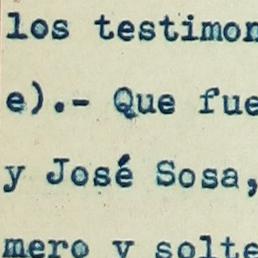 los testimon
e).- Que fue
y José Sosa,
mero y solte